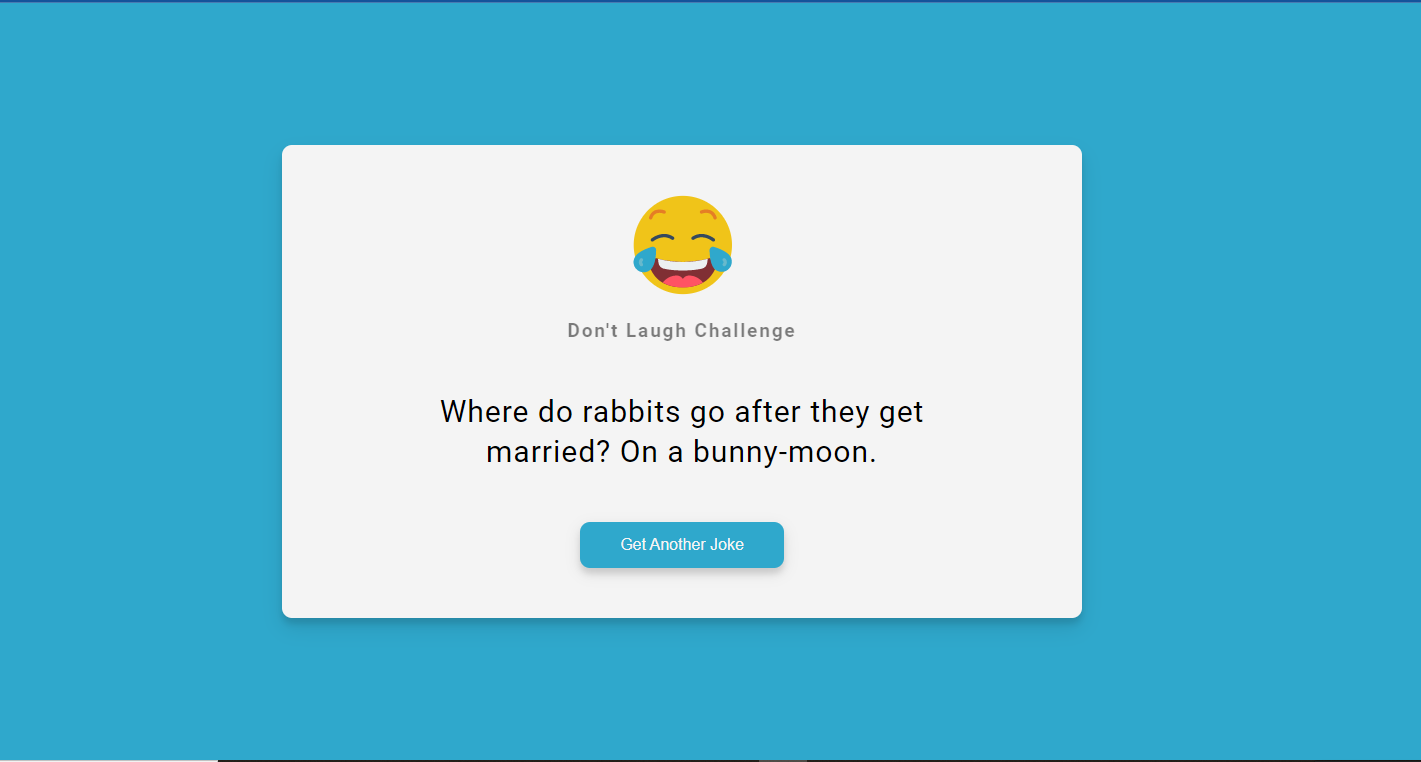 Don't Laugh Challenge
Where do rabbits go after they get
married? On a bunny-moon.
Get Another Joke